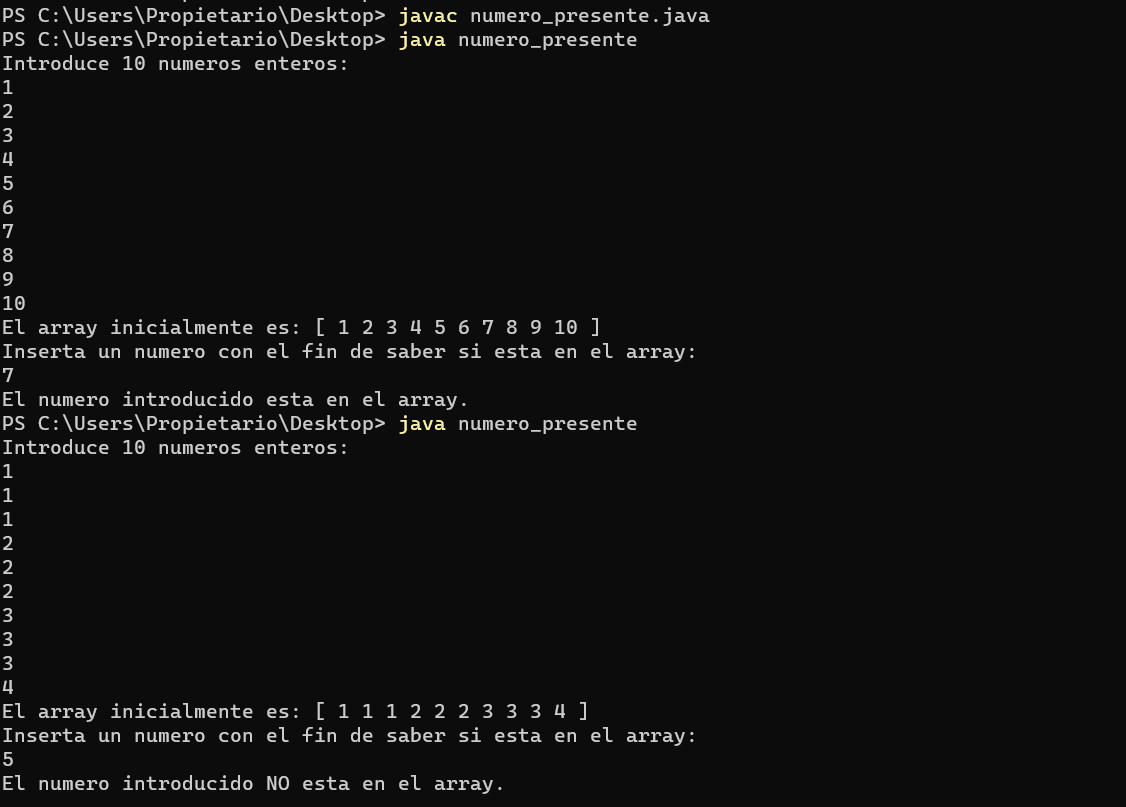 PS C:\Users\Propietario\Desktop> javac numero_presente.java
PS C:\Users\Propietario\Desktop> java numero_presente
Introduce 10 numeros enteros:
1
2
3
4
5
6
7
8
9
10
El array inicialmente es: [ 1 2 3 4 5 6 7 8 9 10 ]
Inserta un numero con el fin de saber si esta en el array:
7
El numero introducido esta en el array.
PS C:\Users\Propietario\Desktop> java numero_presente
Introduce 10 numeros enteros:
1
1
1
2
2
2
3
3
3
4
El array inicialmente es: [ 1 1 1 2 2 2 3 3 3 4 ]
Inserta un numero con el fin de saber si esta en el array:
5
El numero introducido NO esta en el array.